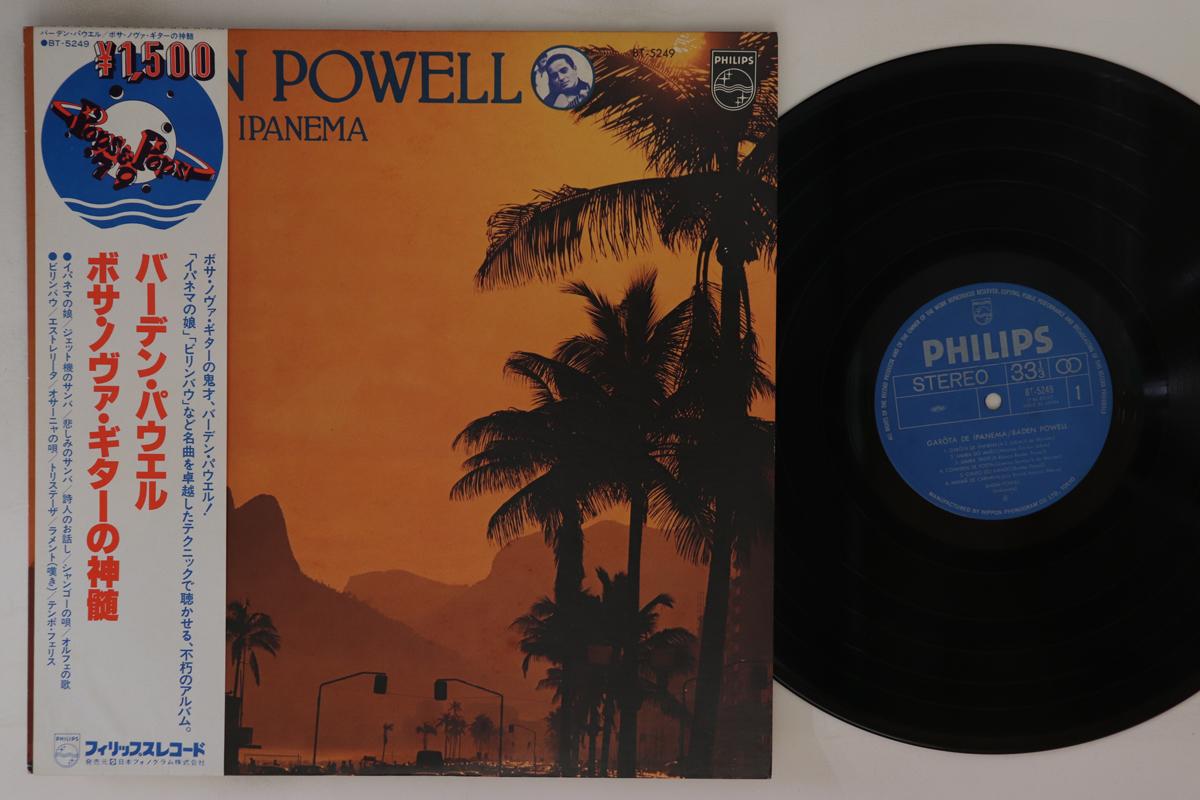 バーデン・パウエル/ボサ・ノヴァ・ギターの神髄
●BT-5249
¥1,500
Potsu & Popsu
'79
ボサ・ノヴァ・ギターの鬼才、バーデン・パウエル!
「イパネマの娘」「ビリンバウ」など名曲を卓越したテクニックで聴かせる、不朽のアルバム。
バーデン・パウエル
ボサ・ノヴァ・ギターの神髄
●イパネマの娘/ジェット機のサンバ/悲しみのサンバ/詩人のお話し/シャンゴーの唄/オルフェの歌
●ビリンバウ/エストレリータ/オサーニャの唄/トリステーザ/ラメント(嘆き)/テンポ・フェリス
PHILIPS
フィリップスレコード
発売元 日本フォノグラム株式会社
N POWELL
IPANEMA
BT-5249
PHILIPS
PHILIPS
STEREO
33 1/3
BT-5249
1
GARÔTA DE IPANEMA/BADEN POWELL
BADEN POWELL
MANUFACTURED BY NIPPON PHONOGRAM CO., LTD., TOKYO